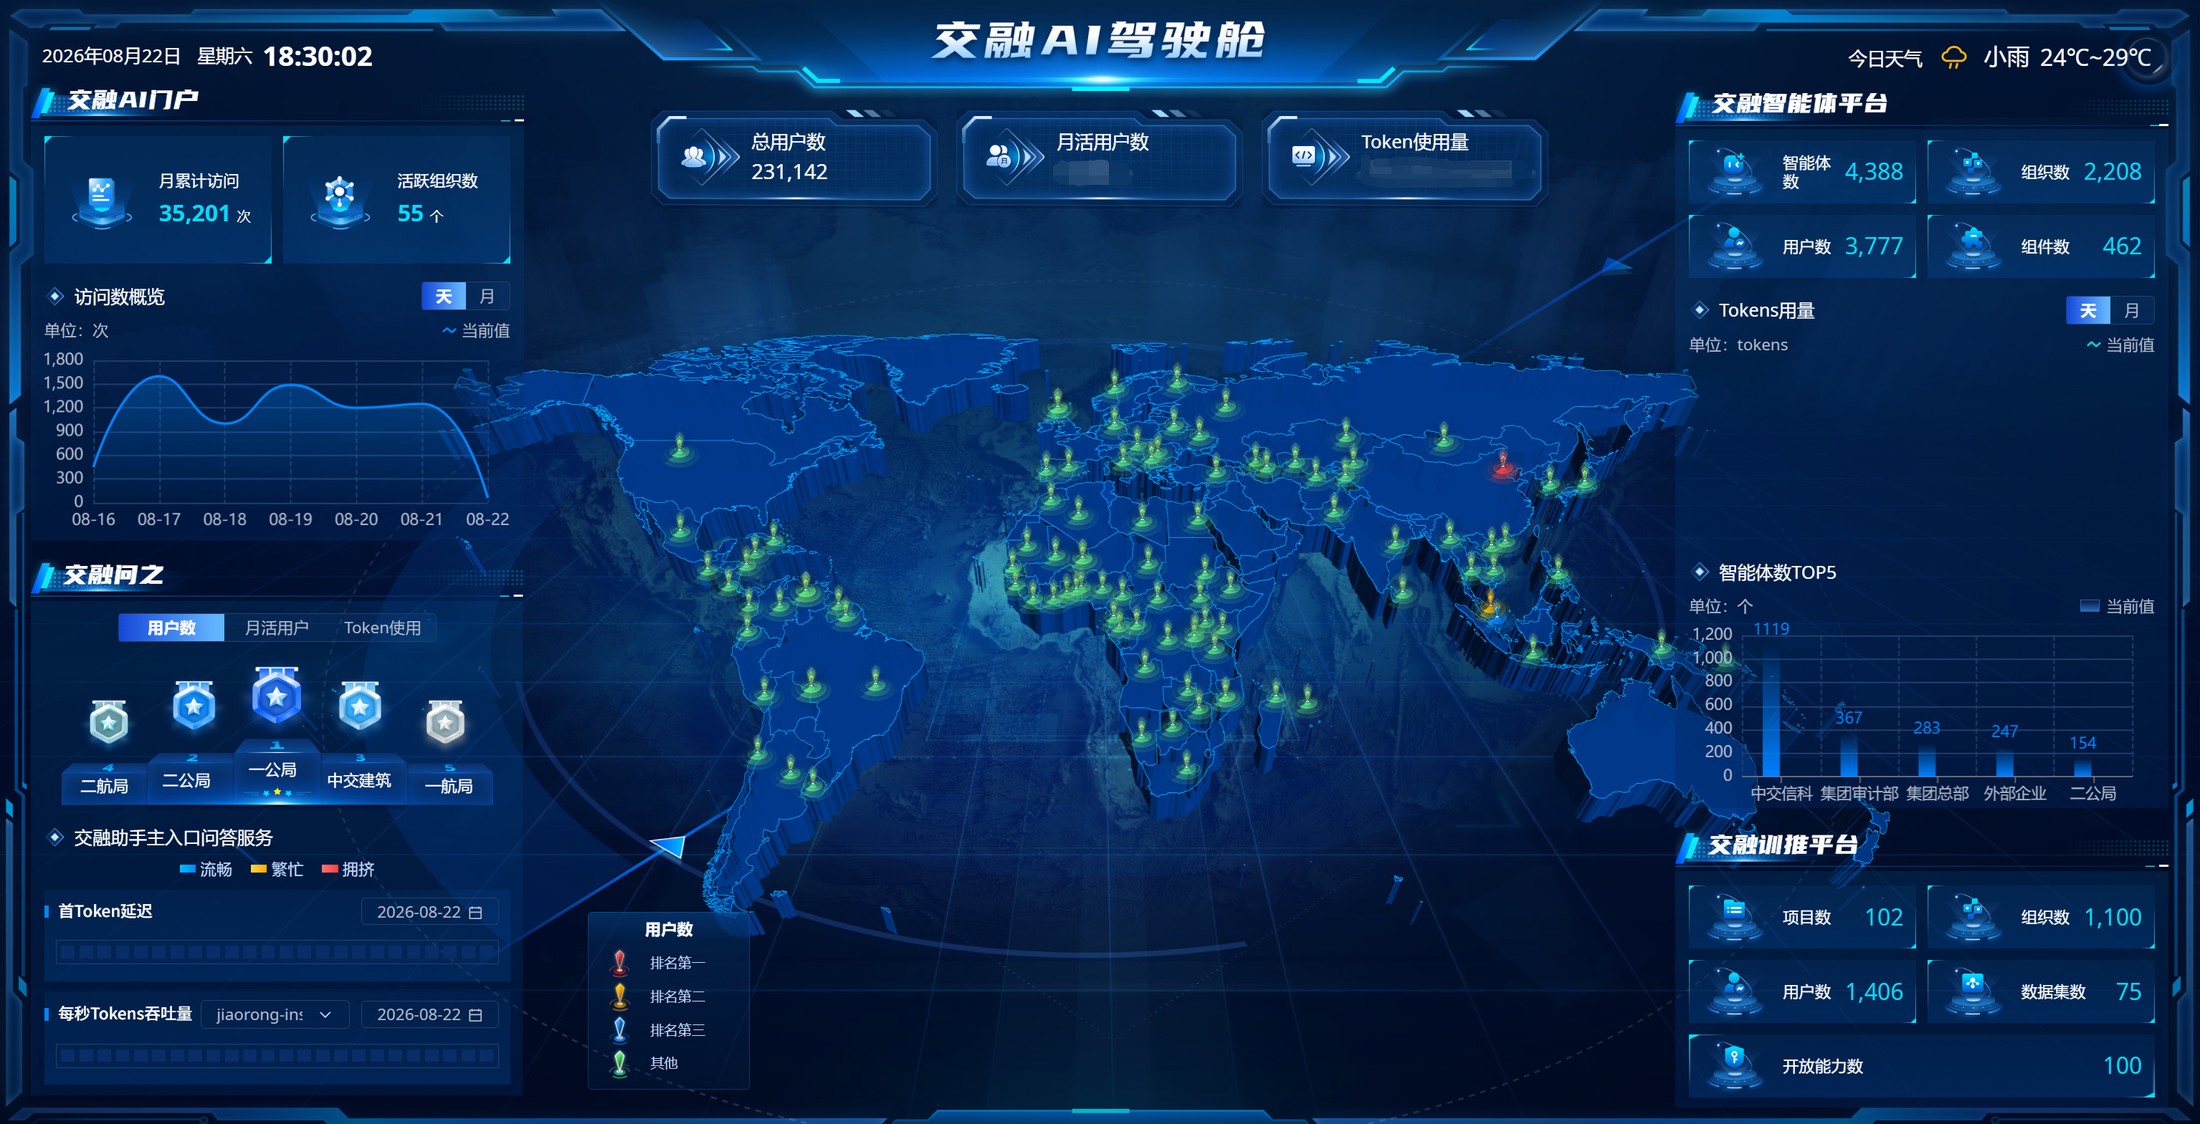 交融AI驾驶舱
2026年08月22日 星期六 18:30:02
今日天气 小雨 24℃~29℃
交融AI门户
月累计访问
35,201 次
活跃组织数
55 个
访问数概览
天 月
单位：次
当前值
1,800
1,500
1,200
900
600
300
0
08-16 08-17 08-18 08-19 08-20 08-21 08-22
交融问之
用户数 月活用户 Token使用
4 二航局
2 二公局
1 一公局
3 中交建筑
5 一航局
交融助手主入口问答服务
流畅 繁忙 拥挤
首Token延迟 2026-08-22
每秒Tokens吞吐量 jiaorong-in 2026-08-22
总用户数
231,142
月活用户数
Token使用量
用户数
排名第一
排名第二
排名第三
其他
交融智能体平台
智能体数 4,388
组织数 2,208
用户数 3,777
组件数 462
Tokens用量
天 月
单位：tokens
当前值
智能体数TOP5
单位：个
当前值
1,200
1,000
800
600
400
200
0
1119 367 283 247 154
中交信科 集团审计部 集团总部 外部企业 二公局
交融训推平台
项目数 102
组织数 1,100
用户数 1,406
数据集数 75
开放能力数 100